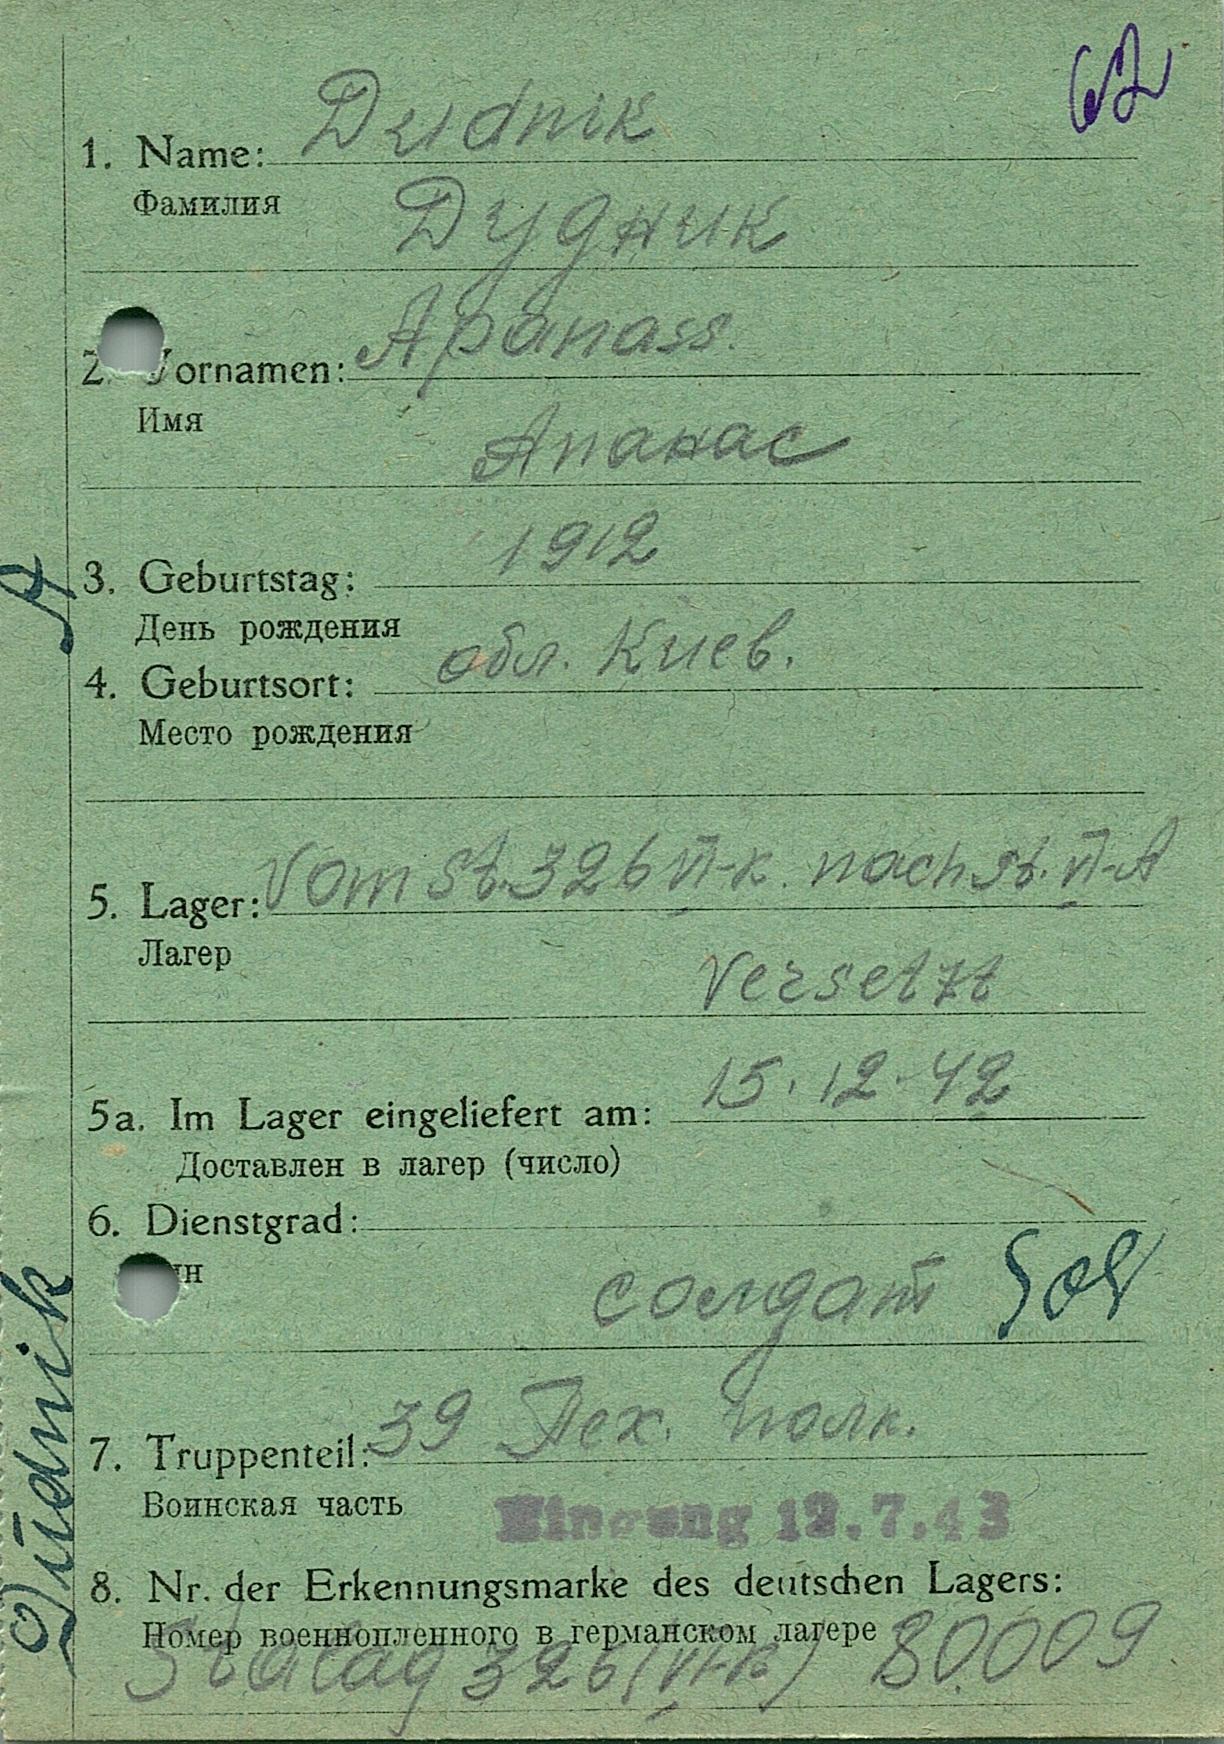 62
Dudnik
1. Name:
Фамилия
Дудник
Apanass.
2. Vornamen:
Имя
Апанас
1912
3. Geburtstag:
День рождения
обл. Киев.
4. Geburtsort:
Место рождения
Vom St. 326 VI-K. nach St. VI-A
5. Lager:
Лагер
versetzt
15.12.42
5a. Im Lager eingeliefert am:
Доставлен в лагер (число)
6. Dienstgrad:
ин
солдат Sol
39 Пех. полк.
7. Truppenteil:
Воинская часть
Eingang 12.7.43
8. Nr. der Erkennungsmarke des deutschen Lagers:
Номер военнопленного в германском лагере
Stalag 326 (VI-K) 80009
A
Dudnik